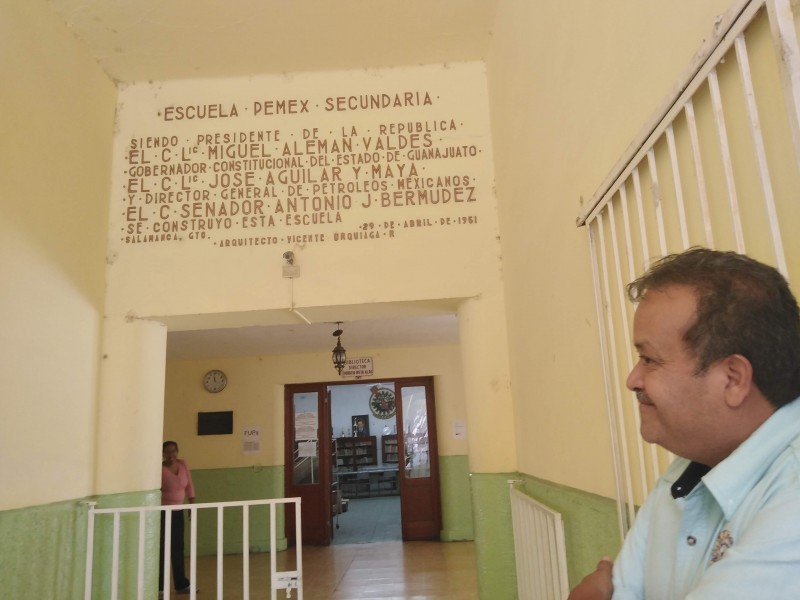 ·ESCUELA·PEMEX·SECUNDARIA·
SIENDO·PRESIDENTE·DE·LA·REPUBLICA·
·EL·C·Lic·MIGUEL·ALEMAN·VALDES·
·GOBERNADOR·CONSTITUCIONAL·DEL·ESTADO·DE·GUANAJUATO·
·EL·C·Lic·JOSE·AGUILAR·Y·MAYA·
·Y·DIRECTOR·GENERAL·DE·PETROLEOS·MEXICANOS·
·EL·C·SENADOR·ANTONIO·J·BERMUDEZ
·SE·CONSTRUYO·ESTA·ESCUELA
·29·DE·ABRIL·DE·1951
·SALAMANCA, GTO.
ARQUITECTO·VICENTE URQUIAGA·R
BIBLIOTECA